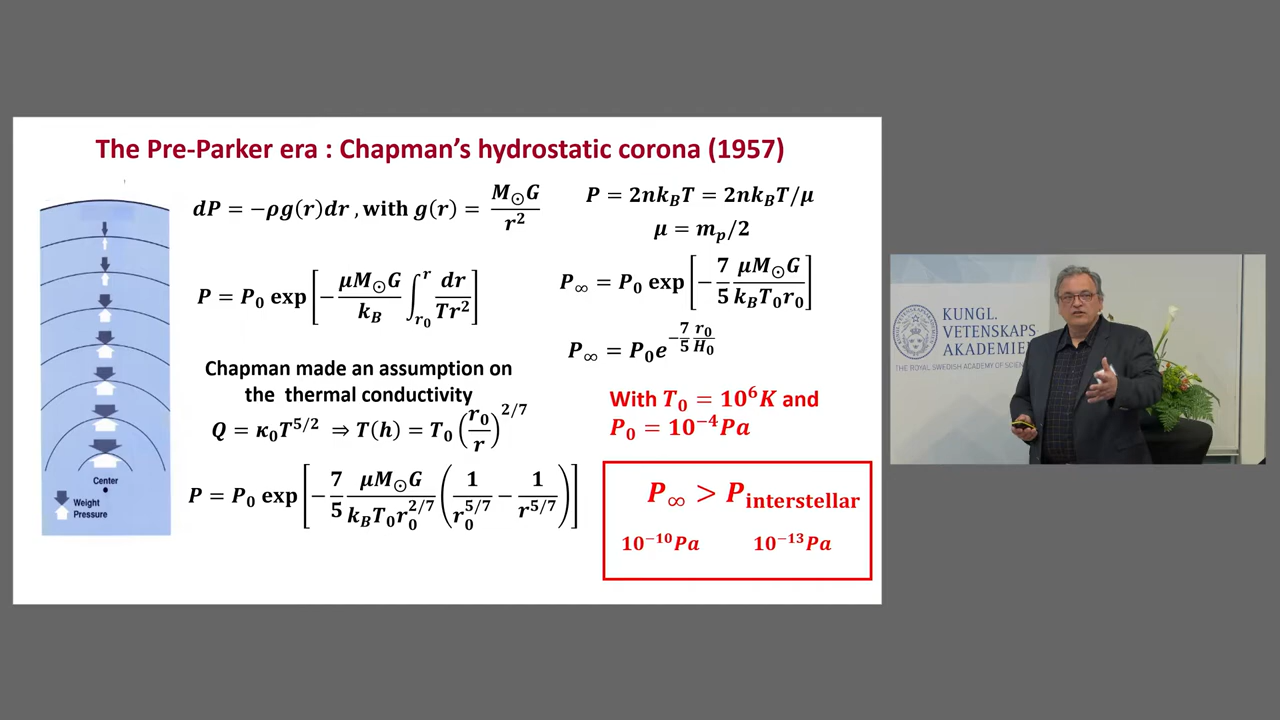 The Pre-Parker era : Chapman's hydrostatic corona (1957)
dP = −ρg(r)dr , with g(r) = M⊙G / r²
P = 2nk_BT = 2nk_BT/μ
μ = m_p/2
P = P₀ exp[−(μM⊙G / k_B) ∫_{r₀}^{r} dr / Tr²]
P∞ = P₀ exp[−(7/5) (μM⊙G / k_BT₀r₀)]
P∞ = P₀e^{−(7/5)(r₀/H₀)}
Chapman made an assumption on
the thermal conductivity
Q = κ₀T^{5/2} ⇒ T(h) = T₀ (r₀/r)^{2/7}
P = P₀ exp[−(7/5) (μM⊙G / k_BT₀r₀^{2/7}) (1/r₀^{5/7} − 1/r^{5/7})]
With T₀ = 10⁶K and
P₀ = 10⁻⁴Pa
P∞ > P_interstellar
10⁻¹⁰Pa 10⁻¹³Pa
Center
Weight
Pressure
KUNGL.
VETENSKAPS-
AKADEMIE
THE ROYAL SWEDISH ACADEMY OF